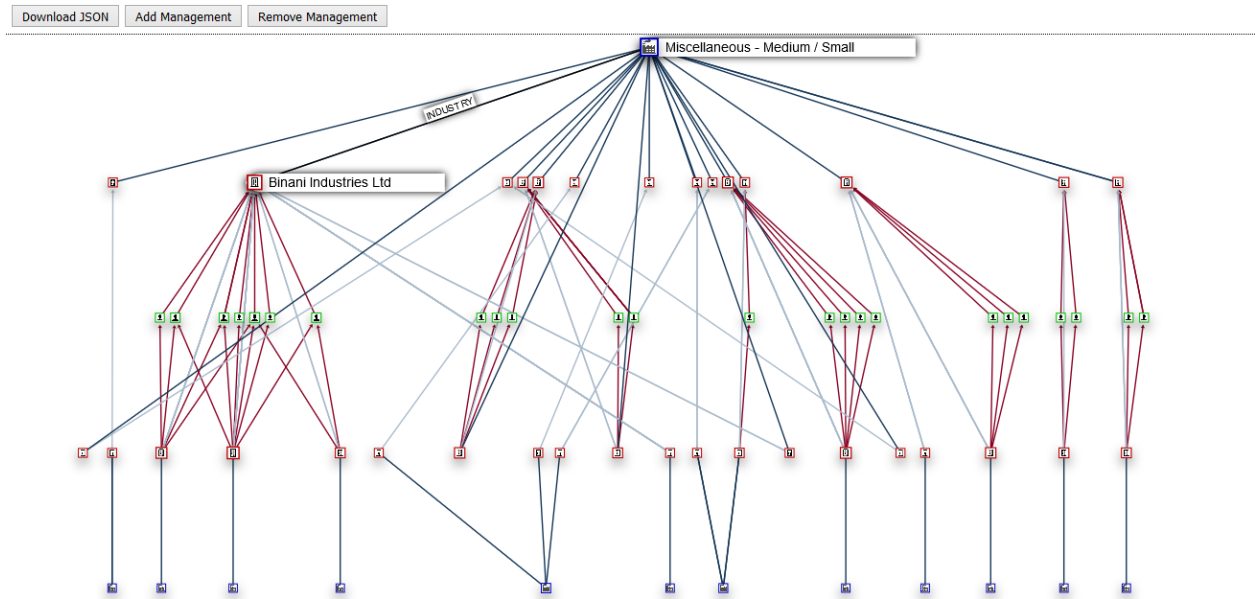 Download JSON Add Management Remove Management
Miscellaneous - Medium / Small
INDUSTRY
Binani Industries Ltd